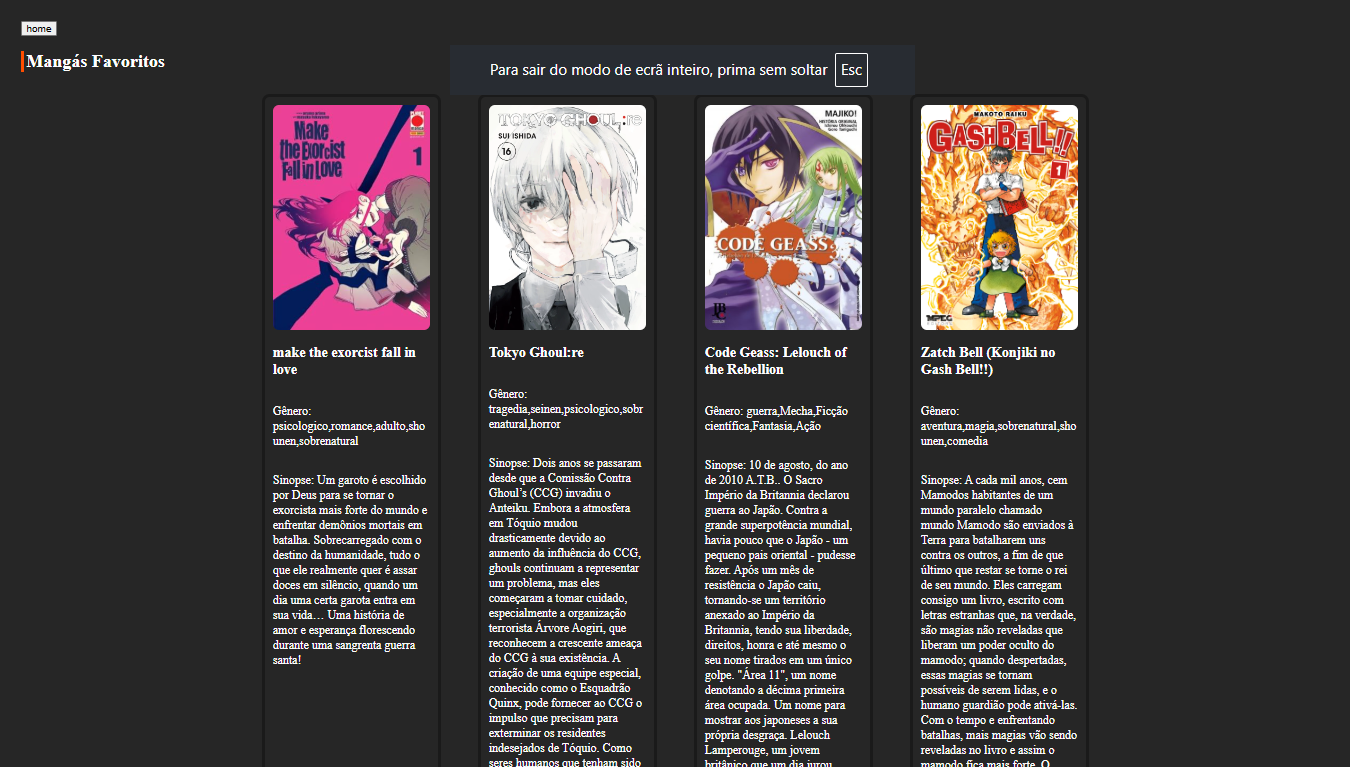 home
Mangás Favoritos
Para sair do modo de ecrã inteiro, prima sem soltar Esc
Make
the Exorcist
Fall in Love
1
make the exorcist fall in
love
Gênero:
psicologico,romance,adulto,sho
unen,sobrenatural
Sinopse: Um garoto é escolhido
por Deus para se tornar o
exorcista mais forte do mundo e
enfrentar demônios mortais em
batalha. Sobrecarregado com o
destino da humanidade, tudo o
que ele realmente quer é assar
doces em silêncio, quando um
dia uma certa garota entra em
sua vida… Uma história de
amor e esperança florescendo
durante uma sangrenta guerra
santa!
TOKYO GHOUL:re
SUI ISHIDA
16
Tokyo Ghoul:re
Gênero:
tragedia,seinen,psicologico,sobr
enatural,horror
Sinopse: Dois anos se passaram
desde que a Comissão Contra
Ghoul’s (CCG) invadiu o
Anteiku. Embora a atmosfera
em Tóquio mudou
drasticamente devido ao
aumento da influência do CCG,
ghouls continuam a representar
um problema, mas eles
começaram a tomar cuidado,
especialmente a organização
terrorista Árvore Aogiri, que
reconhecem a crescente ameaça
do CCG à sua existência. A
criação de uma equipe especial,
conhecido como o Esquadrão
Quinx, pode fornecer ao CCG o
impulso que precisam para
exterminar os residentes
indesejados de Tóquio. Como
seres humanos que tenham sido
MAJIKO!
HISTÓRIA ORIGINAL
CODE GEASS
JBC
Code Geass: Lelouch of
the Rebellion
Gênero: guerra,Mecha,Ficção
científica,Fantasia,Ação
Sinopse: 10 de agosto, do ano
de 2010 A.T.B.. O Sacro
Império da Britannia declarou
guerra ao Japão. Contra a
grande superpotência mundial,
havia pouco que o Japão - um
pequeno pais oriental - pudesse
fazer. Após um mês de
resistência o Japão caiu,
tornando-se um território
anexado ao Império da
Britannia, tendo sua liberdade,
direitos, honra e até mesmo o
seu nome tirados em um único
golpe. "Área 11", um nome
denotando a décima primeira
área ocupada. Um nome para
mostrar aos japoneses a sua
própria desgraça. Lelouch
Lamperouge, um jovem
britânico que um dia jurou
MAKOTO RAIKU
GASHBELL!!
1
MPEG
Zatch Bell (Konjiki no
Gash Bell!!)
Gênero:
aventura,magia,sobrenatural,sho
unen,comedia
Sinopse: A cada mil anos, cem
Mamodos habitantes de um
mundo paralelo chamado
mundo Mamodo são enviados à
Terra para batalharem uns
contra os outros, a fim de que
último que restar se torne o rei
de seu mundo. Eles carregam
consigo um livro, escrito com
letras estranhas que, na verdade,
são magias não reveladas que
liberam um poder oculto do
mamodo; quando despertadas,
essas magias se tornam
possíveis de serem lidas, e o
humano guardião pode ativá-las.
Com o tempo e enfrentando
batalhas, mais magias vão sendo
reveladas no livro e assim o
mamodo fica mais forte. O